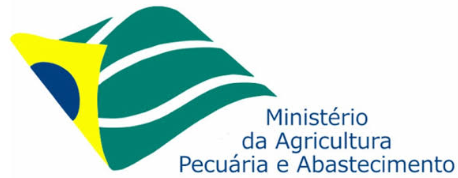 Ministério
da Agricultura
Pecuária e Abastecimento